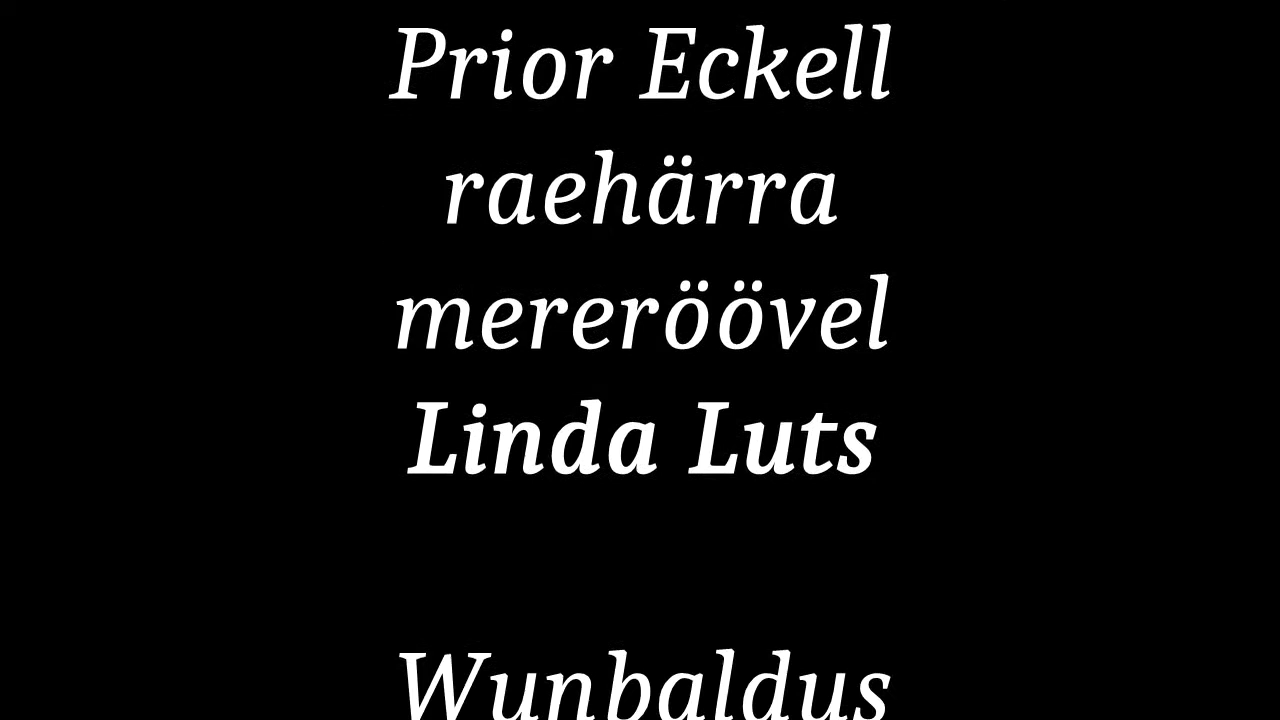 Prior Eckell
raehärra
mereröövel
Linda Luts
Wunbaldus